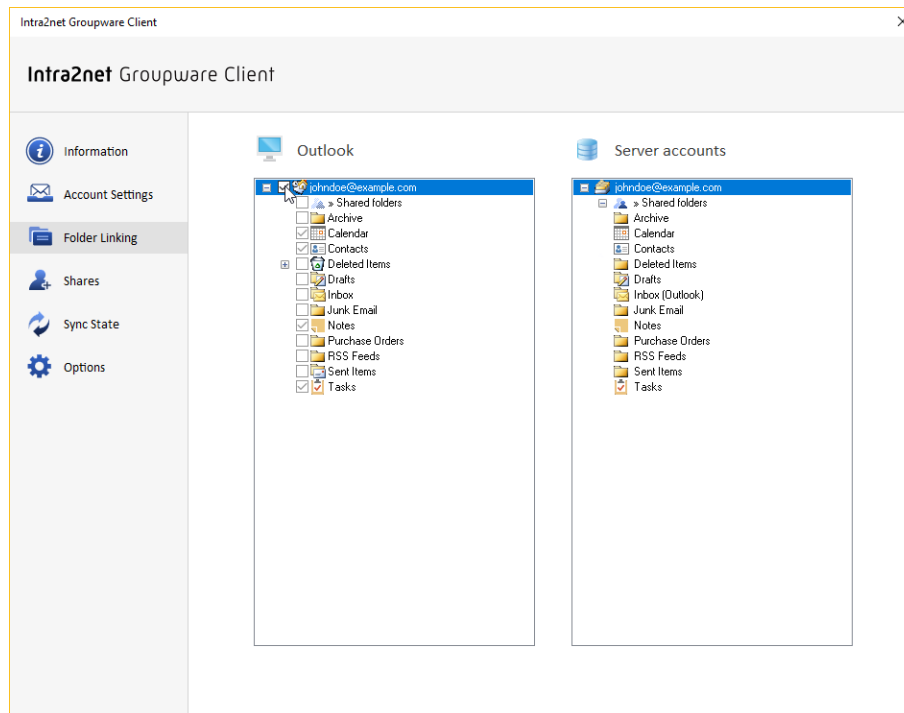 Intra2net Groupware Client
Intra2net Groupware Client
Information
Account Settings
Folder Linking
Shares
Sync State
Options
Outlook
johndoe@example.com
» Shared folders
Archive
Calendar
Contacts
Deleted Items
Drafts
Inbox
Junk Email
Notes
Purchase Orders
RSS Feeds
Sent Items
Tasks
Server accounts
johndoe@example.com
» Shared folders
Archive
Calendar
Contacts
Deleted Items
Drafts
Inbox (Outlook)
Junk Email
Notes
Purchase Orders
RSS Feeds
Sent Items
Tasks